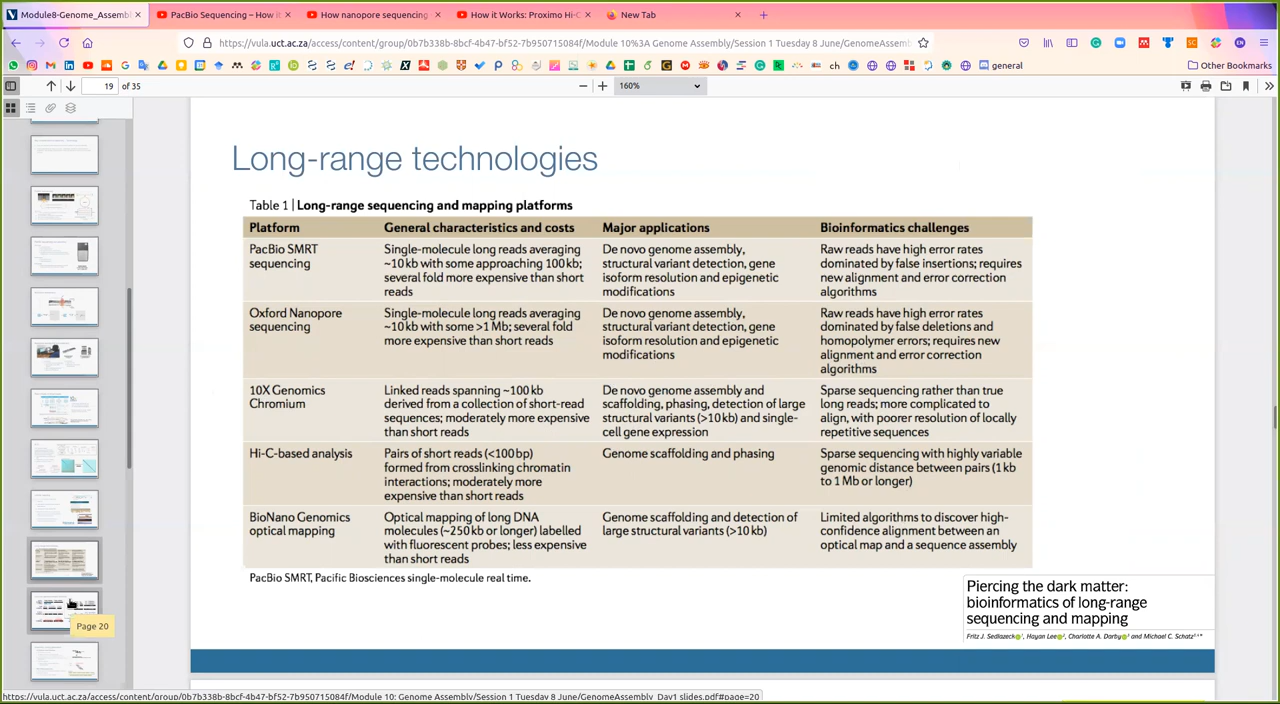 Module8-Genome_Assemb
PacBio Sequencing – How it
How nanopore sequencing
How it Works: Proximo Hi-C
New Tab
https://vula.uct.ac.za/access/content/group/0b7b338b-8bcf-4b47-bf52-7b950715084f/Module 10%3A Genome Assembly/Session 1 Tuesday 8 June/GenomeAssemb
general
Other Bookmarks
19 of 35
160%
Long-range technologies
Table 1 | Long-range sequencing and mapping platforms
Platform General characteristics and costs Major applications Bioinformatics challenges
PacBio SMRT Single-molecule long reads averaging De novo genome assembly, Raw reads have high error rates
sequencing ~10 kb with some approaching 100 kb; structural variant detection, gene dominated by false insertions; requires
several fold more expensive than short isoform resolution and epigenetic new alignment and error correction
reads modifications algorithms
Oxford Nanopore Single-molecule long reads averaging De novo genome assembly, Raw reads have high error rates
sequencing ~10 kb with some >1 Mb; several fold structural variant detection, gene dominated by false deletions and
more expensive than short reads isoform resolution and epigenetic homopolymer errors; requires new
modifications alignment and error correction
algorithms
10X Genomics Linked reads spanning ~100 kb De novo genome assembly and Sparse sequencing rather than true
Chromium derived from a collection of short-read scaffolding, phasing, detection of large long reads; more complicated to
sequences; moderately more expensive structural variants (>10 kb) and single- align, with poorer resolution of locally
than short reads cell gene expression repetitive sequences
Hi-C-based analysis Pairs of short reads (<100 bp) Genome scaffolding and phasing Sparse sequencing with highly variable
formed from crosslinking chromatin genomic distance between pairs (1 kb
interactions; moderately more to 1 Mb or longer)
expensive than short reads
BioNano Genomics Optical mapping of long DNA Genome scaffolding and detection of Limited algorithms to discover high-
optical mapping molecules (~250 kb or longer) labelled large structural variants (>10 kb) confidence alignment between an
with fluorescent probes; less expensive optical map and a sequence assembly
than short reads
PacBio SMRT, Pacific Biosciences single-molecule real time.
Piercing the dark matter:
bioinformatics of long-range
sequencing and mapping
Fritz J. Sedlazeck, Hayan Lee, Charlotte A. Darby and Michael C. Schatz
Page 20
https://vula.uct.ac.za/access/content/group/0b7b338b-8bcf-4b47-bf52-7b950715084f/Module 10: Genome Assembly/Session 1 Tuesday 8 June/GenomeAssembly_Day1 slides.pdf#page=20